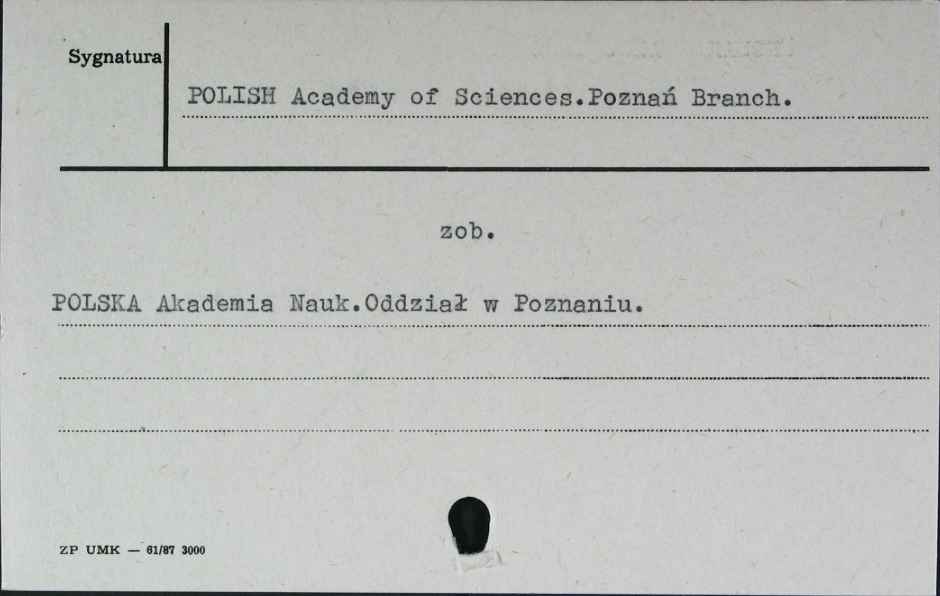 Sygnatura
POLISH Academy of Sciences.Poznań Branch.
zob.
POLSKA Akademia Nauk.Oddział w Poznaniu.
ZP UMK — 61/87 3000